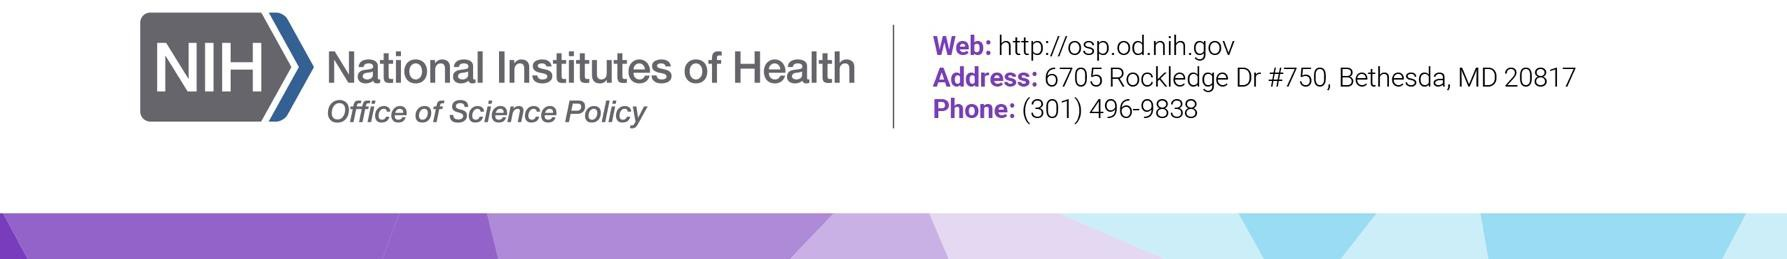 NIH
National Institutes of Health
Office of Science Policy
Web: http://osp.od.nih.gov
Address: 6705 Rockledge Dr #750, Bethesda, MD 20817
Phone: (301) 496-9838